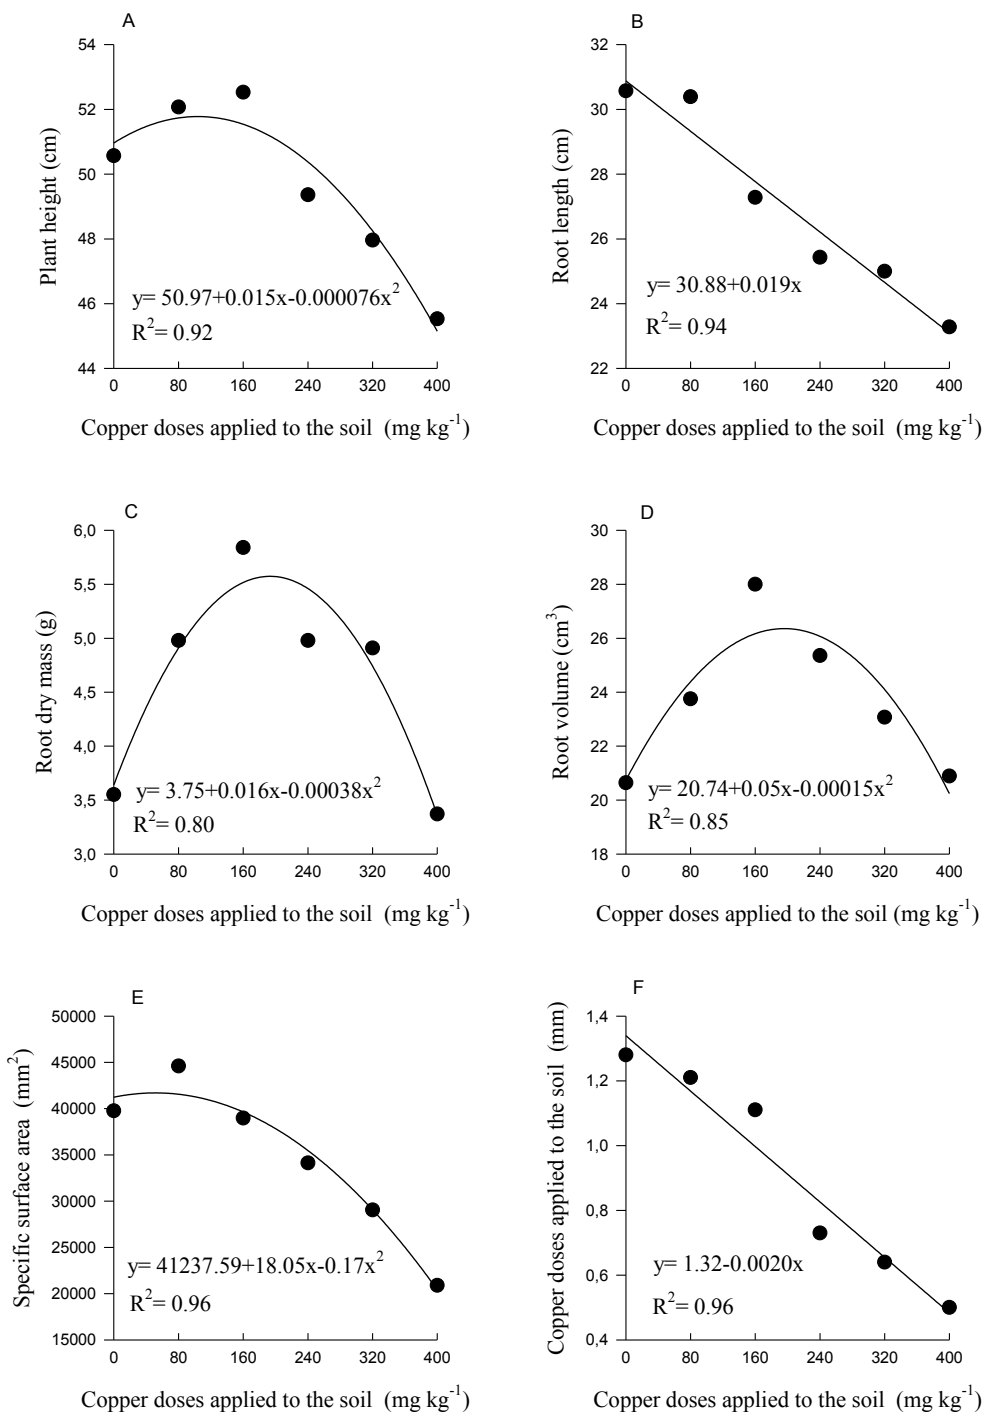 A
54
52
50
48
46
44
Plant height (cm)
y= 50.97+0.015x-0.000076x²
R²= 0.92
0 80 160 240 320 400
Copper doses applied to the soil (mg kg⁻¹)
B
32
30
28
26
24
22
Root length (cm)
y= 30.88+0.019x
R²= 0.94
0 80 160 240 320 400
Copper doses applied to the soil (mg kg⁻¹)
C
6,0
5,5
5,0
4,5
4,0
3,5
3,0
Root dry mass (g)
y= 3.75+0.016x-0.00038x²
R²= 0.80
0 80 160 240 320 400
Copper doses applied to the soil (mg kg⁻¹)
D
30
28
26
24
22
20
18
Root volume (cm³)
y= 20.74+0.05x-0.00015x²
R²= 0.85
0 80 160 240 320 400
Copper doses applied to the soil (mg kg⁻¹)
E
50000
45000
40000
35000
30000
25000
20000
15000
Specific surface area (mm²)
y= 41237.59+18.05x-0.17x²
R²= 0.96
0 80 160 240 320 400
Copper doses applied to the soil (mg kg⁻¹)
F
1,4
1,2
1,0
0,8
0,6
0,4
Copper doses applied to the soil (mm)
y= 1.32-0.0020x
R²= 0.96
0 80 160 240 320 400
Copper doses applied to the soil (mg kg⁻¹)